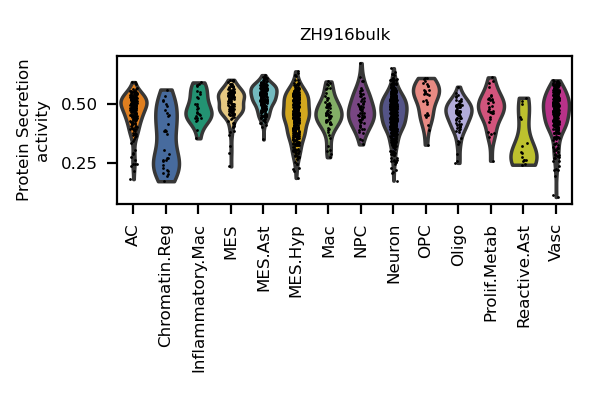 ZH916bulk
Protein Secretion
activity
0.50
0.25
AC
Chromatin.Reg
Inflammatory.Mac
MES
MES.Ast
MES.Hyp
Mac
NPC
Neuron
OPC
Oligo
Prolif.Metab
Reactive.Ast
Vasc